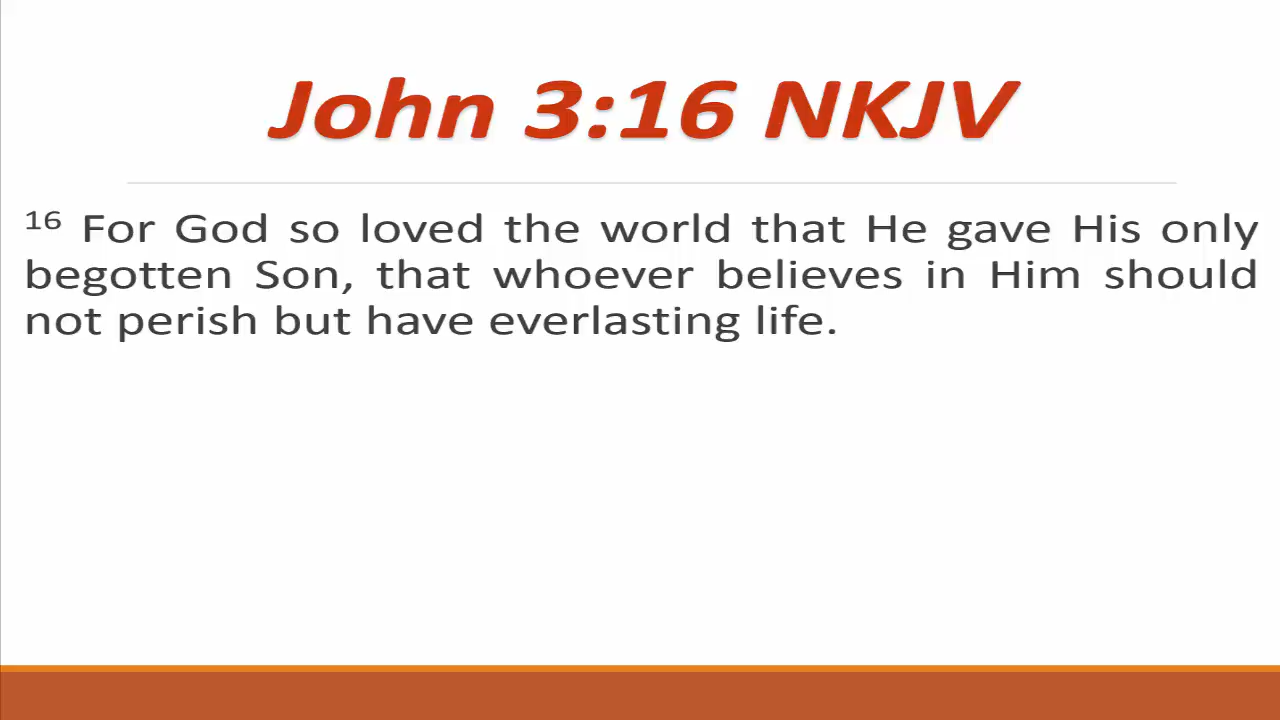 John 3:16 NKJV
16 For God so loved the world that He gave His only
begotten Son, that whoever believes in Him should
not perish but have everlasting life.